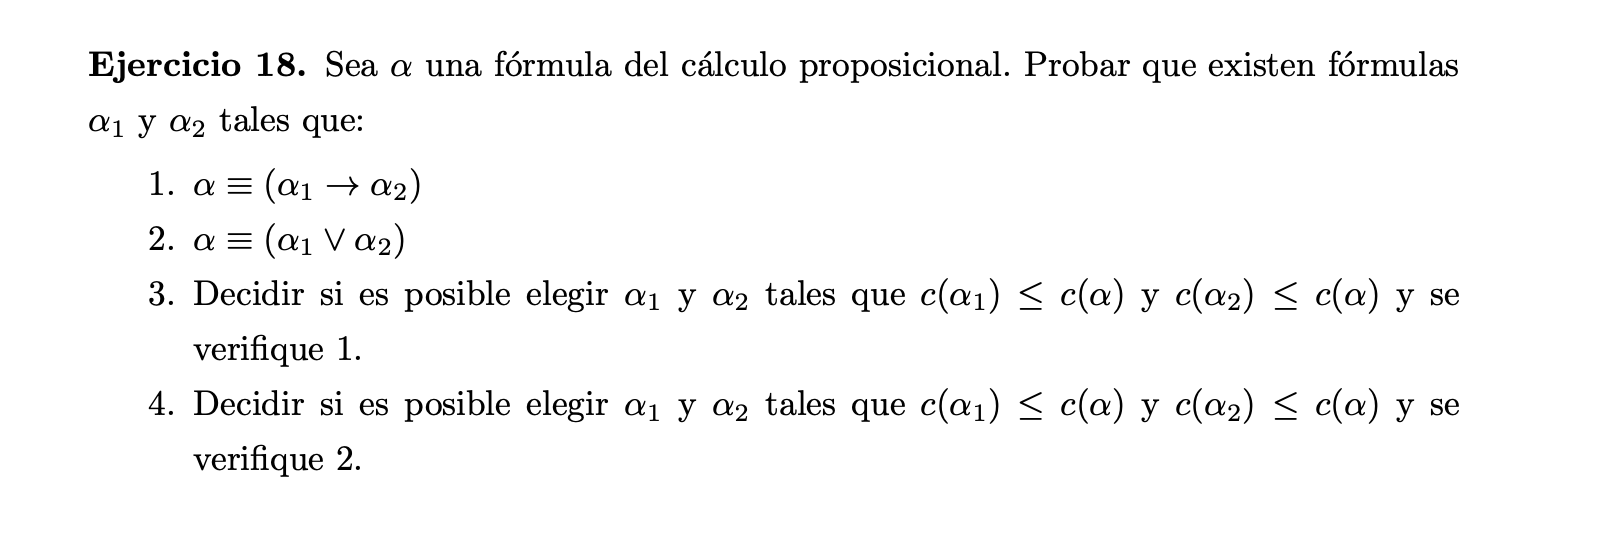 Ejercicio 18. Sea α una fórmula del cálculo proposicional. Probar que existen fórmulas
α₁ y α₂ tales que:
1. α ≡ (α₁ → α₂)
2. α ≡ (α₁ ∨ α₂)
3. Decidir si es posible elegir α₁ y α₂ tales que c(α₁) ≤ c(α) y c(α₂) ≤ c(α) y se
verifique 1.
4. Decidir si es posible elegir α₁ y α₂ tales que c(α₁) ≤ c(α) y c(α₂) ≤ c(α) y se
verifique 2.